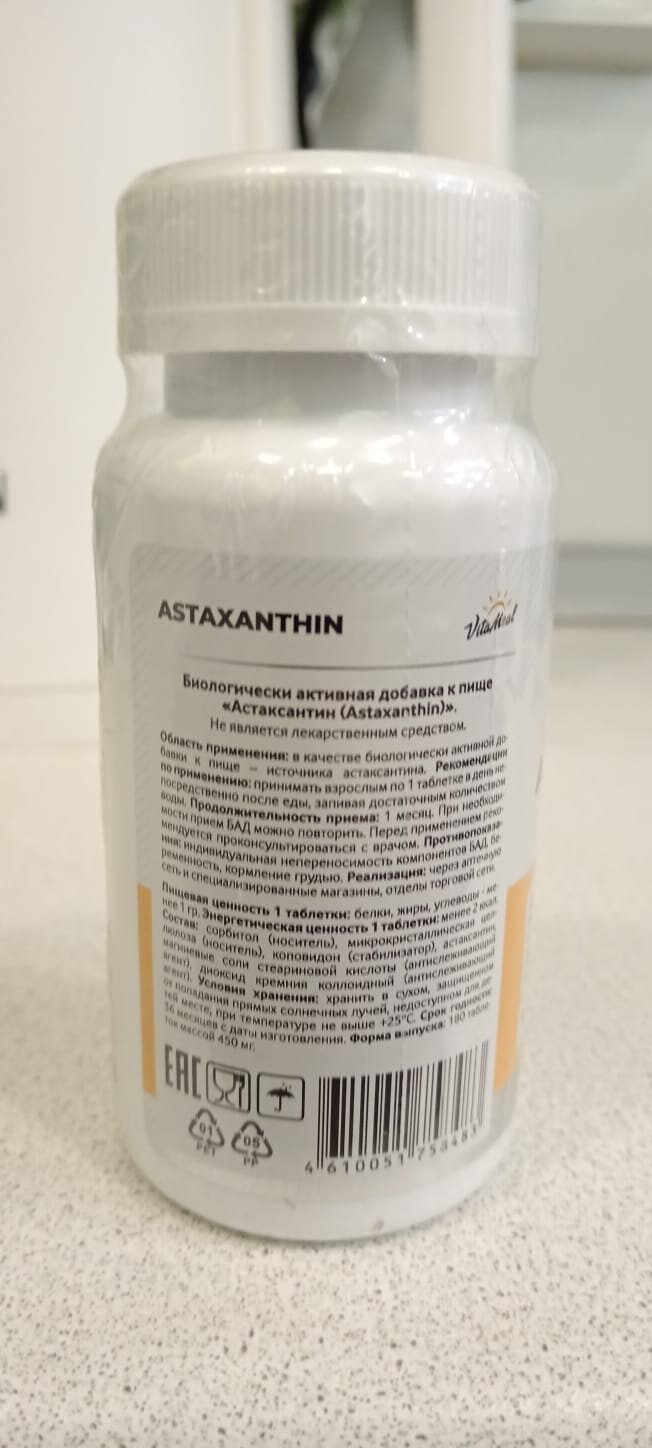 ASTAXANTHIN
VitaMeal
Биологически активная добавка к пище
«Астаксантин (Astaxanthin)».
Не является лекарственным средством.
Область применения: в качестве биологически активной до-
бавки к пище – источника астаксантина. Рекомендации
по применению: принимать взрослым по 1 таблетке в день не-
посредственно после еды, запивая достаточным количеством
воды. Продолжительность приема: 1 месяц. При необходи-
мости прием БАД можно повторить. Перед применением реко-
мендуется проконсультироваться с врачом. Противопоказа-
ния: индивидуальная непереносимость компонентов БАД, бе-
ременность, кормление грудью. Реализация: через аптечную
сеть и специализированные магазины, отделы торговой сети.
Пищевая ценность 1 таблетки: белки, жиры, углеводы - ме-
нее 1 гр. Энергетическая ценность 1 таблетки: менее 2 ккал.
Состав: сорбитол (носитель), микрокристаллическая цел-
люлоза (носитель), коповидон (стабилизатор), астаксантин,
магниевые соли стеариновой кислоты (антислеживающий
агент), диоксид кремния коллоидный (антислеживающий
агент). Условия хранения: хранить в сухом, защищенном
от попадания прямых солнечных лучей, недоступном для де-
тей месте, при температуре не выше +25°С. Срок годности:
36 месяцев с даты изготовления. Форма выпуска: 180 табле-
ток массой 450 мг.
EAC
01 05
PET PP
4 610051 758483